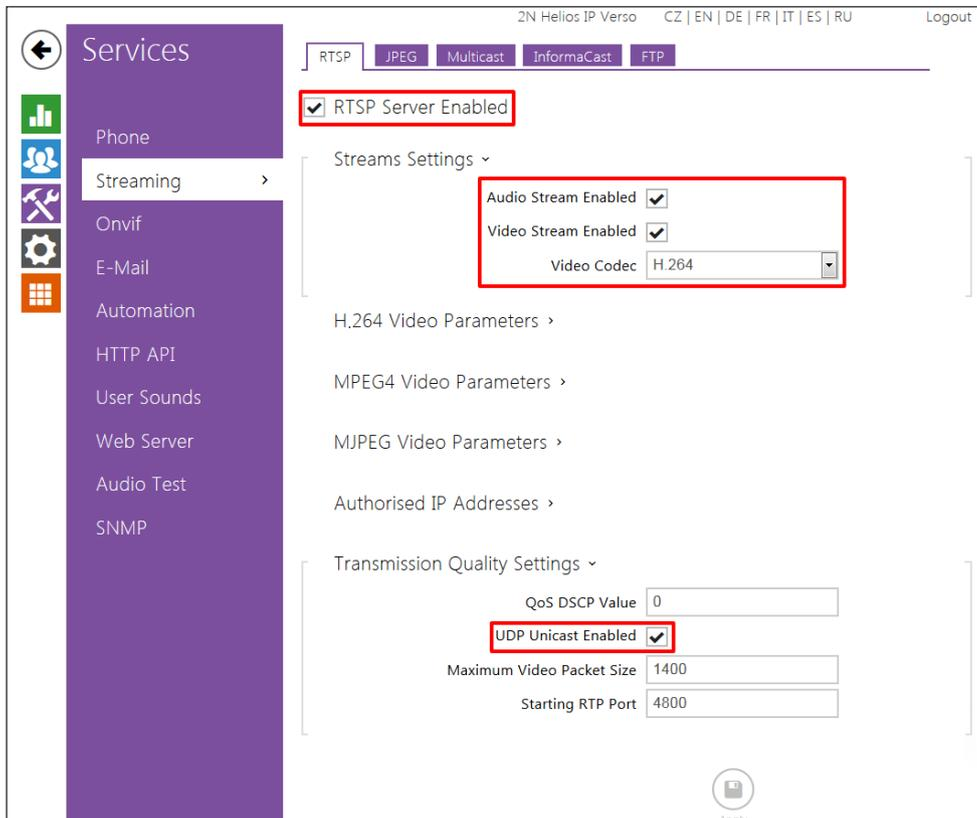 2N Helios IP Verso CZ | EN | DE | FR | IT | ES | RU Logout
Services
RTSP JPEG Multicast InformaCast FTP
RTSP Server Enabled
Phone
Streaming
Onvif
E-Mail
Automation
HTTP API
User Sounds
Web Server
Audio Test
SNMP
Streams Settings
Audio Stream Enabled
Video Stream Enabled
Video Codec H.264
H.264 Video Parameters
MPEG4 Video Parameters
MJPEG Video Parameters
Authorised IP Addresses
Transmission Quality Settings
QoS DSCP Value 0
UDP Unicast Enabled
Maximum Video Packet Size 1400
Starting RTP Port 4800